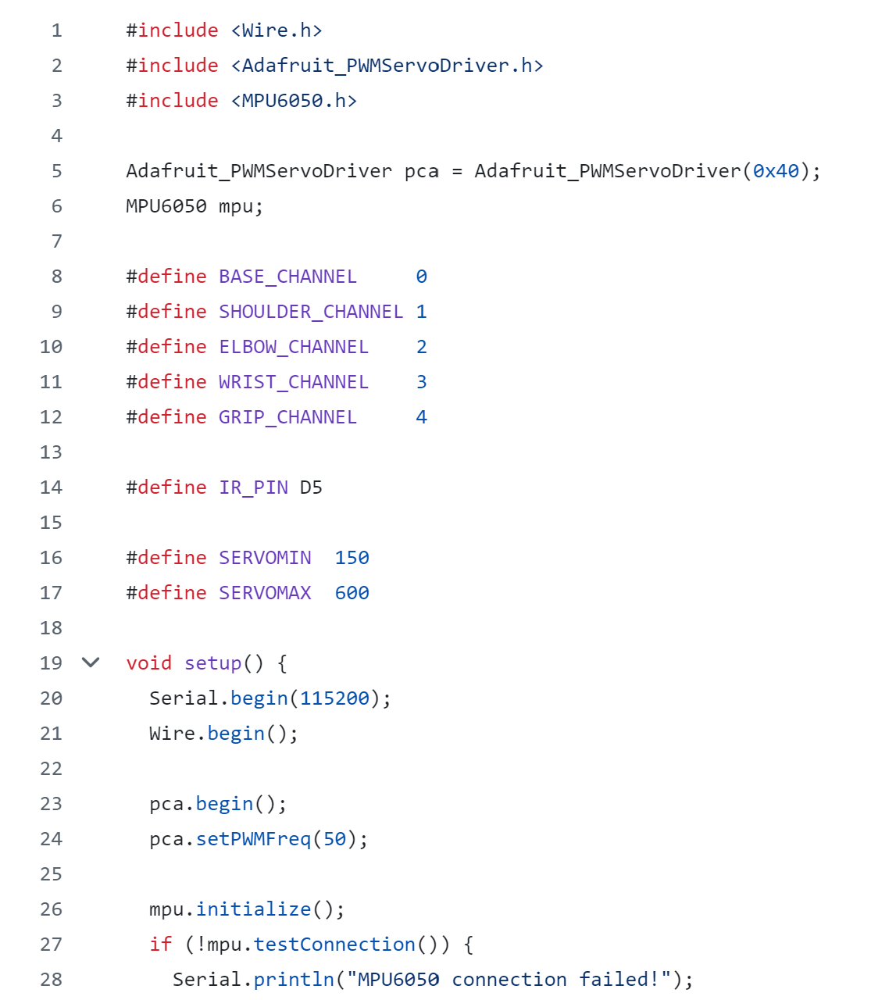 1 #include <Wire.h>
2 #include <Adafruit_PWMServoDriver.h>
3 #include <MPU6050.h>
4
5 Adafruit_PWMServoDriver pca = Adafruit_PWMServoDriver(0x40);
6 MPU6050 mpu;
7
8 #define BASE_CHANNEL     0
9 #define SHOULDER_CHANNEL 1
10 #define ELBOW_CHANNEL    2
11 #define WRIST_CHANNEL    3
12 #define GRIP_CHANNEL     4
13
14 #define IR_PIN D5
15
16 #define SERVOMIN  150
17 #define SERVOMAX  600
18
19 void setup() {
20   Serial.begin(115200);
21   Wire.begin();
22
23   pca.begin();
24   pca.setPWMFreq(50);
25
26   mpu.initialize();
27   if (!mpu.testConnection()) {
28     Serial.println("MPU6050 connection failed!");